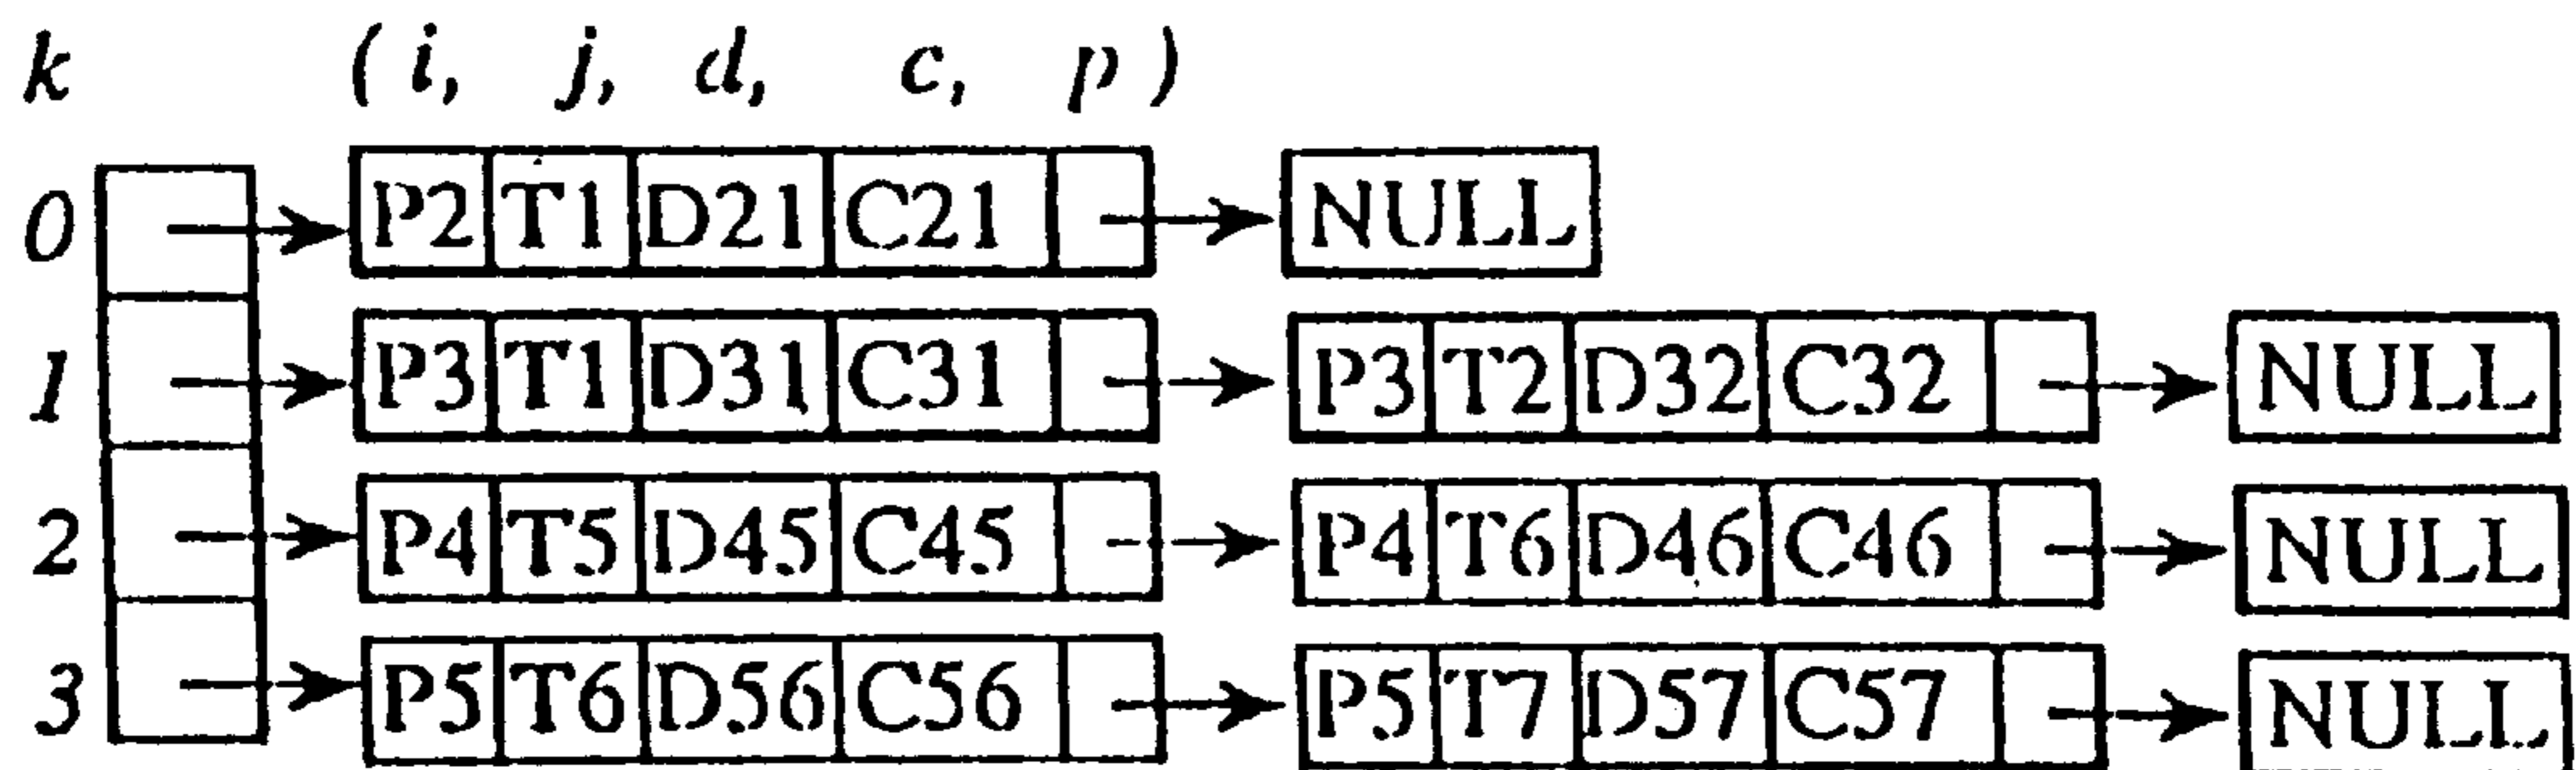 k ( i, j, d, c, p )
0 P2 T1 D21 C21 NULL
1 P3 T1 D31 C31 P3 T2 D32 C32 NULL
2 P4 T5 D45 C45 P4 T6 D46 C46 NULL
3 P5 T6 D56 C56 P5 T7 D57 C57 NULL